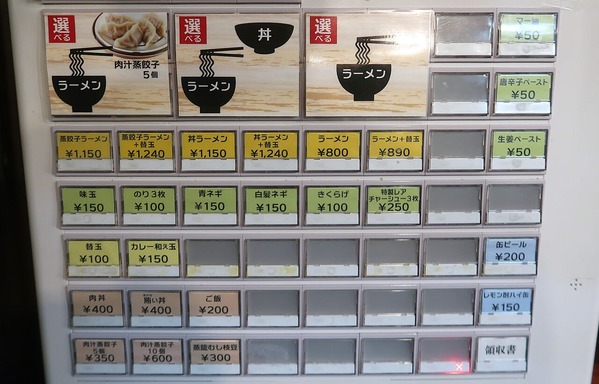 選べる
ラーメン
肉汁蒸餃子
5個
選べる
丼
ラーメン
選べる
ラーメン
マー油
¥50
唐辛子ペースト
¥50
蒸餃子ラーメン
¥1,150
蒸餃子ラーメン
+替玉
¥1,240
丼ラーメン
¥1,150
丼ラーメン
+替玉
¥1,240
ラーメン
¥800
ラーメン+替玉
¥890
生姜ペースト
¥50
味玉
¥150
のり3枚
¥100
青ネギ
¥150
白髪ネギ
¥150
きくらげ
¥100
特製レア
チャーシュー3枚
¥250
替玉
¥100
カレー和え玉
¥150
缶ビール
¥200
肉丼
¥400
賄い丼
¥400
ご飯
¥200
レモン酎ハイ缶
¥150
肉汁蒸餃子
5個
¥350
肉汁蒸餃子
10個
¥600
蒸籠むし枝豆
¥300
領収書